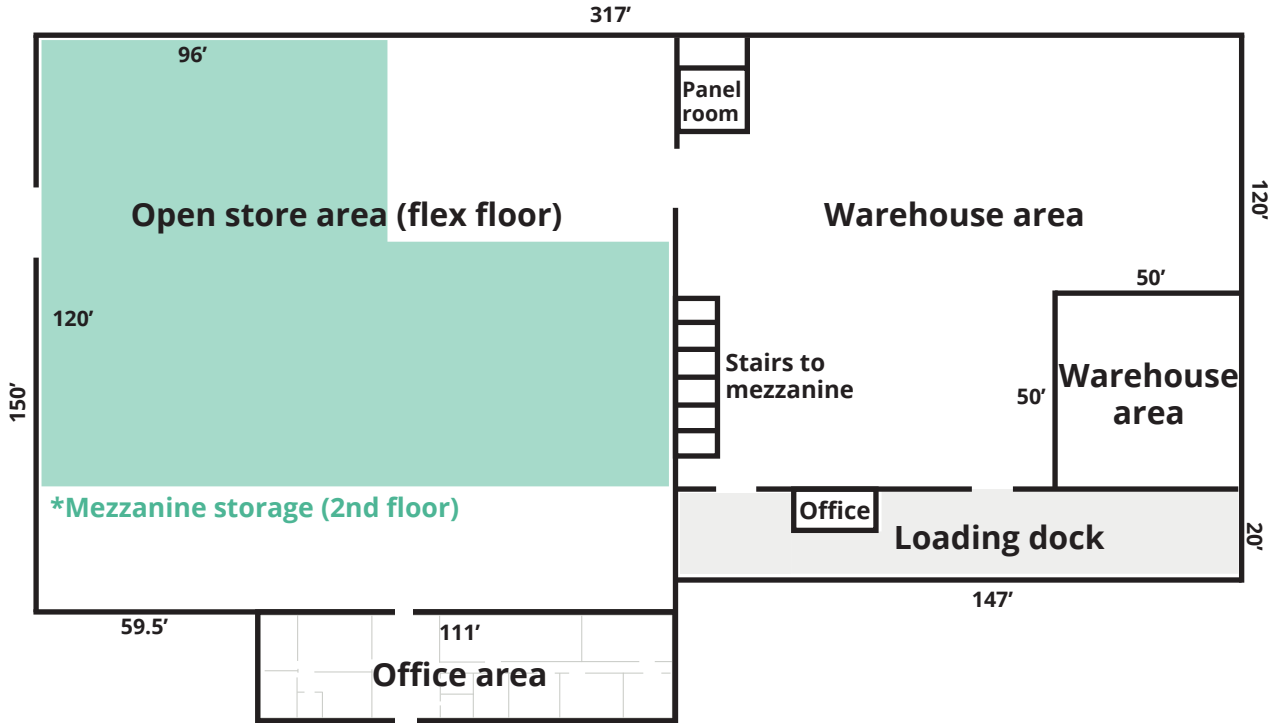 317’
96’
Panel
room
Open store area (flex floor)
Warehouse area
120’
50’
120’
Stairs to
mezzanine
150’
50’
Warehouse
area
*Mezzanine storage (2nd floor)
Office
Loading dock
20’
147’
59.5’
111’
Office area